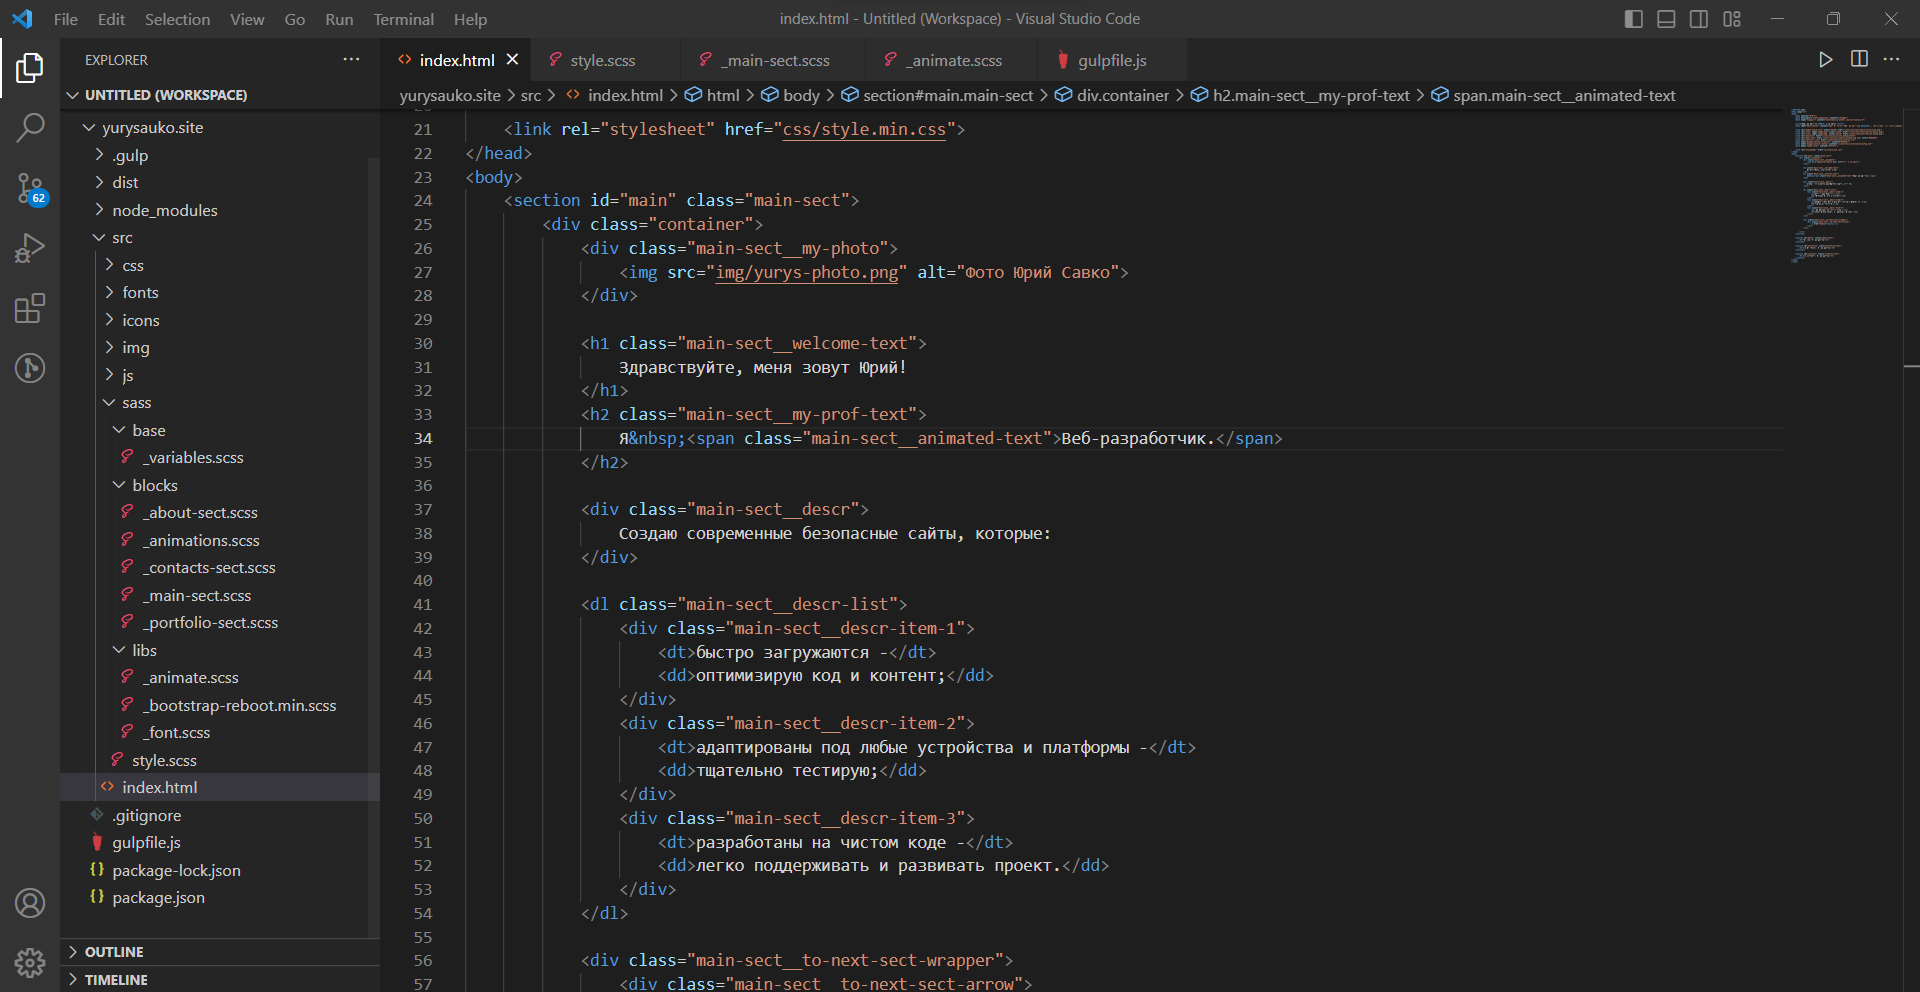 File Edit Selection View Go Run Terminal Help
index.html - Untitled (Workspace) - Visual Studio Code
EXPLORER
UNTITLED (WORKSPACE)
yurysauko.site
.gulp
dist
node_modules
src
css
fonts
icons
img
js
sass
base
_variables.scss
blocks
_about-sect.scss
_animations.scss
_contacts-sect.scss
_main-sect.scss
_portfolio-sect.scss
libs
_animate.scss
_bootstrap-reboot.min.scss
_font.scss
style.scss
index.html
.gitignore
gulpfile.js
package-lock.json
package.json
OUTLINE
TIMELINE
62
index.html style.scss _main-sect.scss _animate.scss gulpfile.js
yurysauko.site > src > index.html > html > body > section#main.main-sect > div.container > h2.main-sect__my-prof-text > span.main-sect__animated-text
21 <link rel="stylesheet" href="css/style.min.css">
22 </head>
23 <body>
24 <section id="main" class="main-sect">
25 <div class="container">
26 <div class="main-sect__my-photo">
27 <img src="img/yurys-photo.png" alt="Фото Юрий Савко">
28 </div>
29
30 <h1 class="main-sect__welcome-text">
31 Здравствуйте, меня зовут Юрий!
32 </h1>
33 <h2 class="main-sect__my-prof-text">
34 Я&nbsp;<span class="main-sect__animated-text">Веб-разработчик.</span>
35 </h2>
36
37 <div class="main-sect__descr">
38 Создаю современные безопасные сайты, которые:
39 </div>
40
41 <dl class="main-sect__descr-list">
42 <div class="main-sect__descr-item-1">
43 <dt>быстро загружаются -</dt>
44 <dd>оптимизирую код и контент;</dd>
45 </div>
46 <div class="main-sect__descr-item-2">
47 <dt>адаптированы под любые устройства и платформы -</dt>
48 <dd>тщательно тестирую;</dd>
49 </div>
50 <div class="main-sect__descr-item-3">
51 <dt>разработаны на чистом коде -</dt>
52 <dd>легко поддерживать и развивать проект.</dd>
53 </div>
54 </dl>
55
56 <div class="main-sect__to-next-sect-wrapper">
57 <div class="main-sect__to-next-sect-arrow">